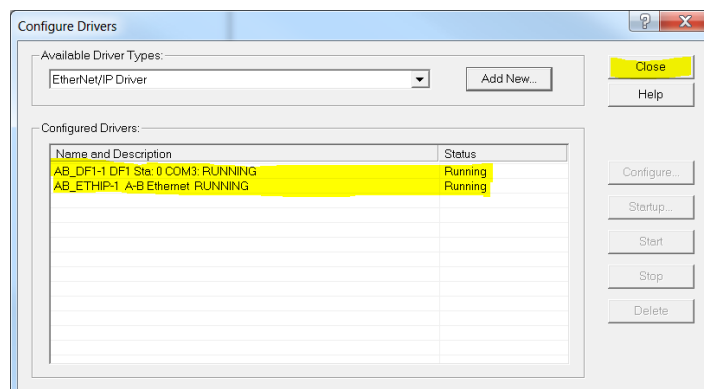 Configure Drivers
Available Driver Types:
EtherNet/IP Driver
Add New...
Close
Help
Configured Drivers:
Name and Description Status
AB_DF1-1 DF1 Sta: 0 COM3: RUNNING Running
AB_ETHIP-1 A-B Ethernet RUNNING Running
Configure...
Startup...
Start
Stop
Delete